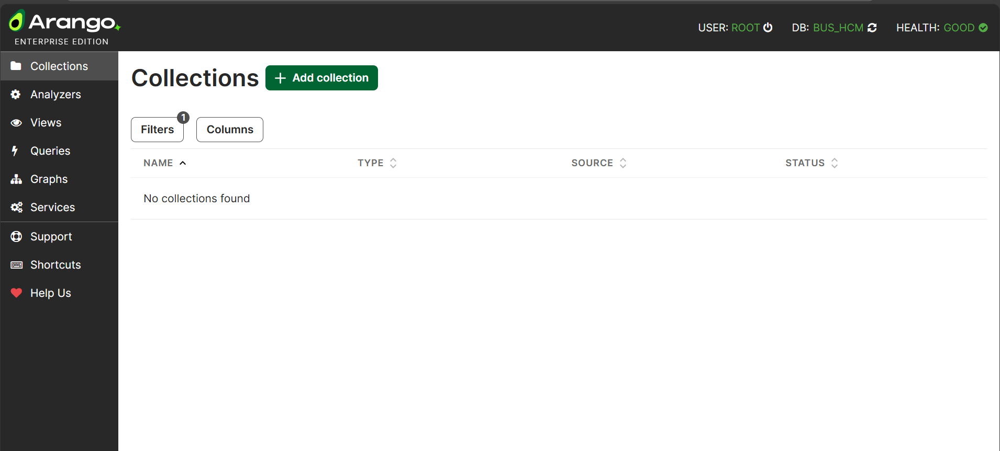 Arango
ENTERPRISE EDITION
USER: ROOT DB: BUS_HCM HEALTH: GOOD
Collections
Analyzers
Views
Queries
Graphs
Services
Support
Shortcuts
Help Us
Collections + Add collection
Filters 1 Columns
NAME TYPE SOURCE STATUS
No collections found